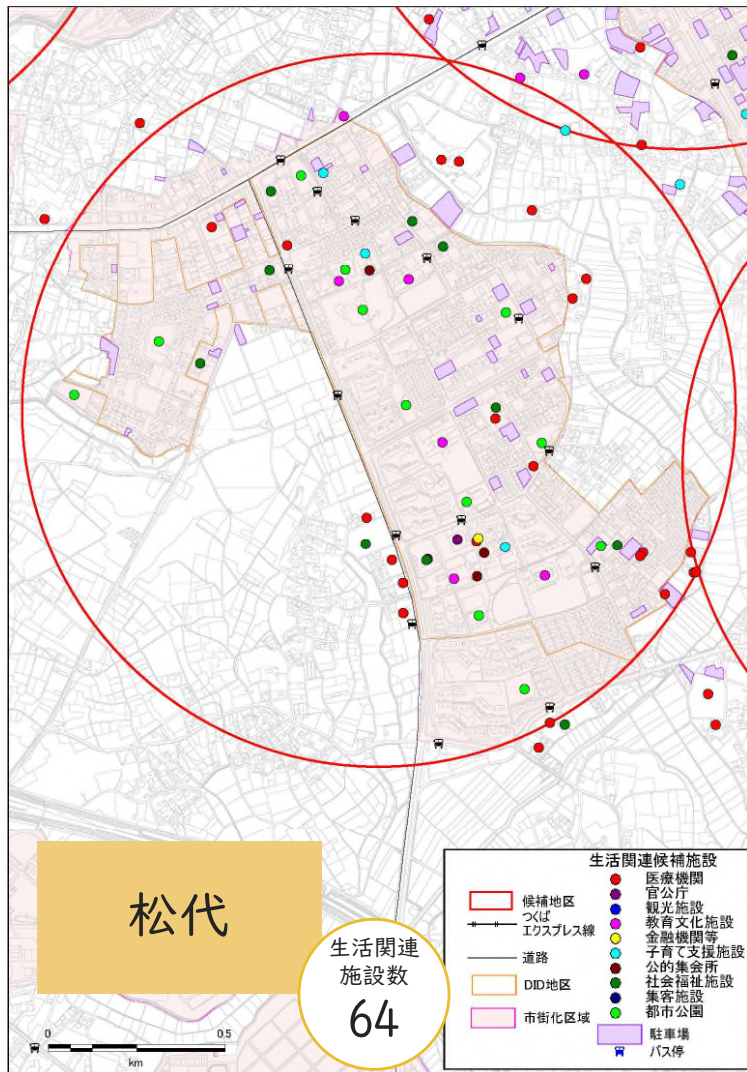 松代
生活関連
施設数
64
0
0.5
km
生活関連候補施設
候補地区
つくば
エクスプレス線
道路
DID地区
市街化区域
医療機関
官公庁
観光施設
教育文化施設
金融機関等
子育て支援施設
公的集会所
社会福祉施設
集客施設
都市公園
駐車場
バス停